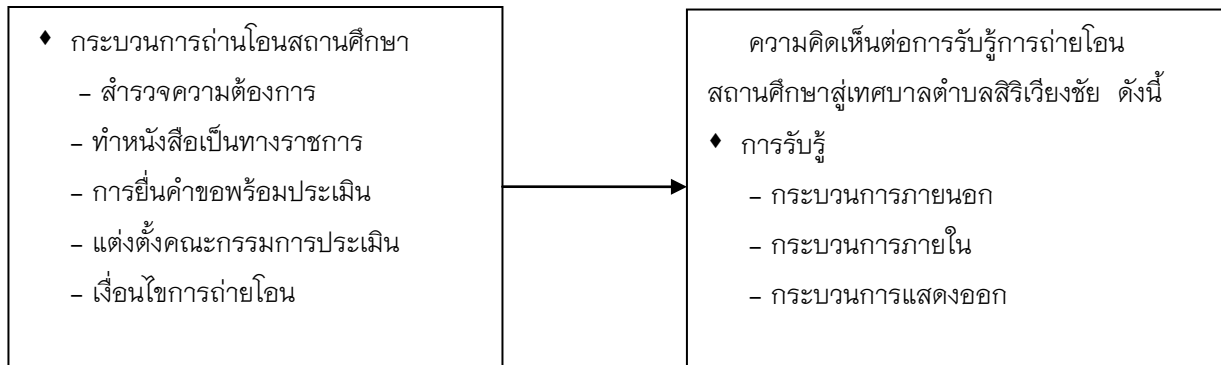 ♦ กระบวนการถ่านโอนสถานศึกษา
– สำรวจความต้องการ
– ทำหนังสือเป็นทางราชการ
– การยื่นคำขอพร้อมประเมิน
– แต่งตั้งคณะกรรมการประเมิน
– เงื่อนไขการถ่ายโอน
ความคิดเห็นต่อการรับรู้การถ่ายโอน
สถานศึกษาสู่เทศบาลตำบลสิริเวียงชัย ดังนี้
♦ การรับรู้
– กระบวนการภายนอก
– กระบวนการภายใน
– กระบวนการแสดงออก